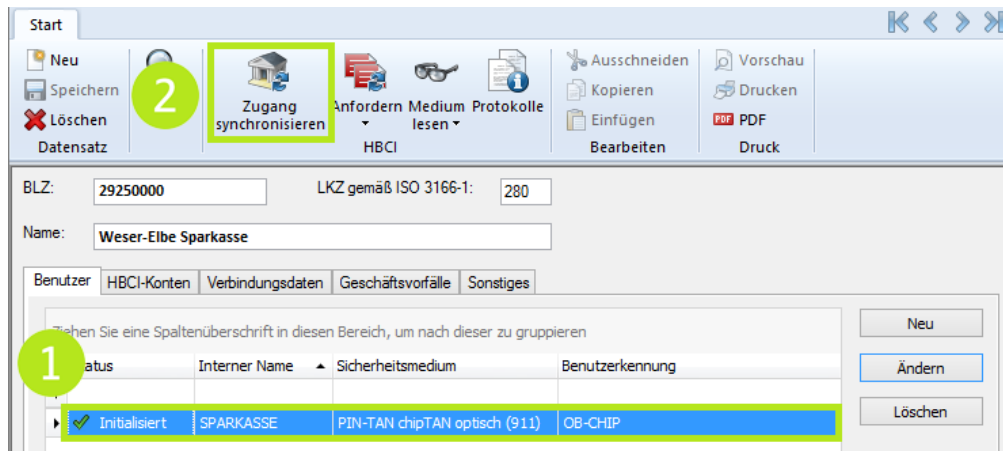 Start
Neu
Speichern
Löschen
Datensatz
2
Zugang
synchronisieren
Anfordern
Medium
lesen
Protokolle
HBCI
Ausschneiden
Kopieren
Einfügen
Bearbeiten
Vorschau
Drucken
PDF PDF
Druck
BLZ: 29250000 LKZ gemäß ISO 3166-1: 280
Name: Weser-Elbe Sparkasse
Benutzer HBCI-Konten Verbindungsdaten Geschäftsvorfälle Sonstiges
Ziehen Sie eine Spaltenüberschrift in diesen Bereich, um nach dieser zu gruppieren
1
Interner Name Sicherheitsmedium Benutzerkennung
Initialisiert SPARKASSE PIN-TAN chipTAN optisch (911) OB-CHIP
Neu
Ändern
Löschen